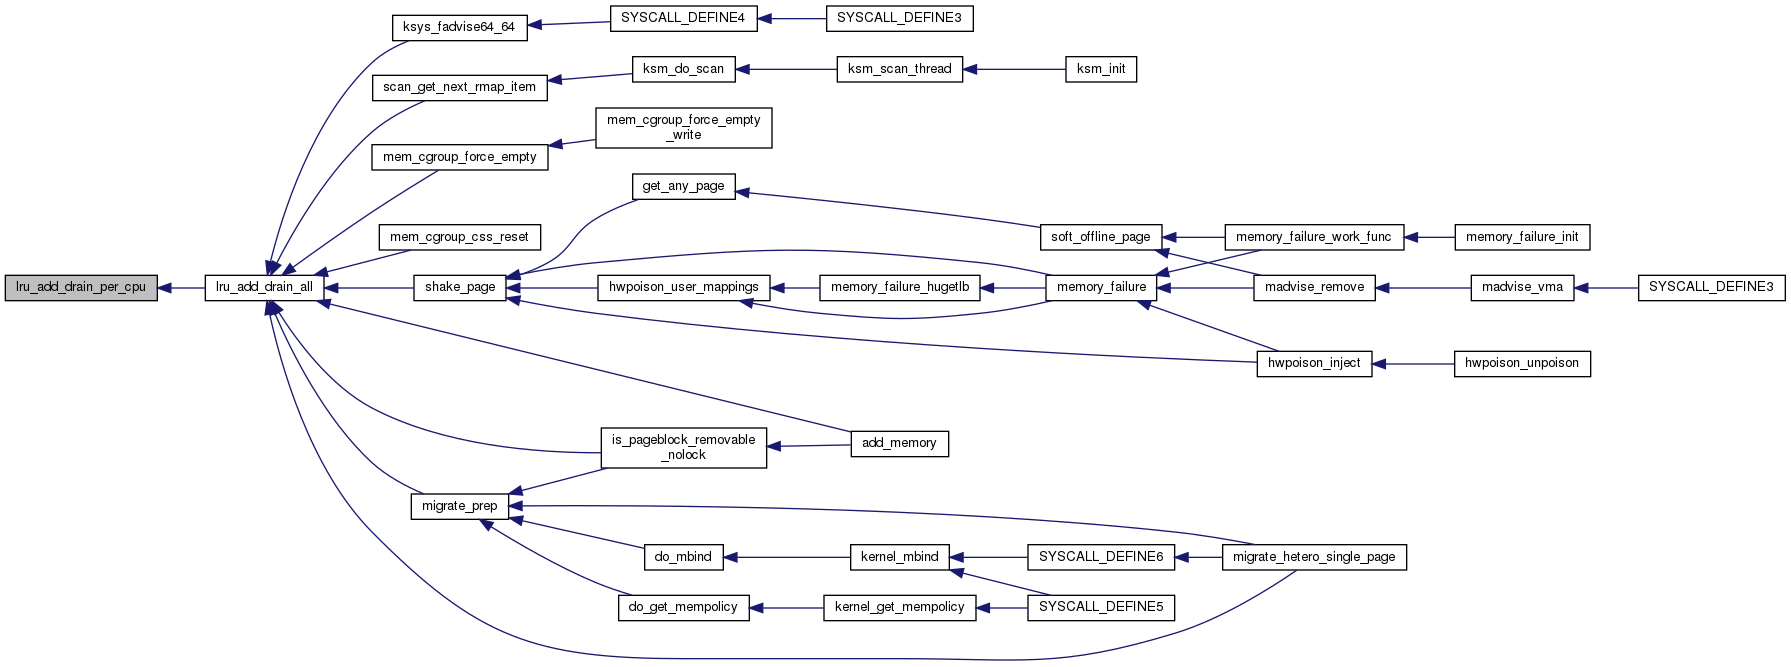 ksys_fadvise64_64
SYSCALL_DEFINE4
SYSCALL_DEFINE3
scan_get_next_rmap_item
ksm_do_scan
ksm_scan_thread
ksm_init
mem_cgroup_force_empty
mem_cgroup_force_empty
_write
mem_cgroup_css_reset
get_any_page
soft_offline_page
memory_failure_work_func
memory_failure_init
lru_add_drain_per_cpu
lru_add_drain_all
shake_page
hwpoison_user_mappings
memory_failure_hugetlb
memory_failure
madvise_remove
madvise_vma
SYSCALL_DEFINE3
hwpoison_inject
hwpoison_unpoison
is_pageblock_removable
_nolock
add_memory
migrate_prep
do_mbind
kernel_mbind
SYSCALL_DEFINE6
migrate_hetero_single_page
do_get_mempolicy
kernel_get_mempolicy
SYSCALL_DEFINE5